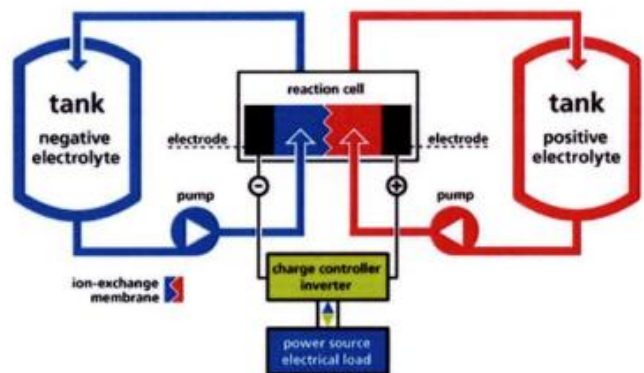 tank
negative
electrolyte
reaction cell
electrode
electrode
tank
positive
electrolyte
pump
pump
−
+
ion-exchange
membrane
charge controller
inverter
power source
electrical load